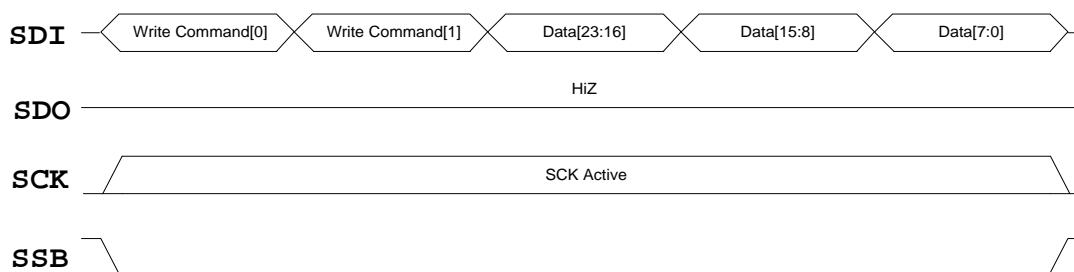 SDI Write Command[0] Write Command[1] Data[23:16] Data[15:8] Data[7:0]
HiZ
SDO
SCK SCK Active
SSB